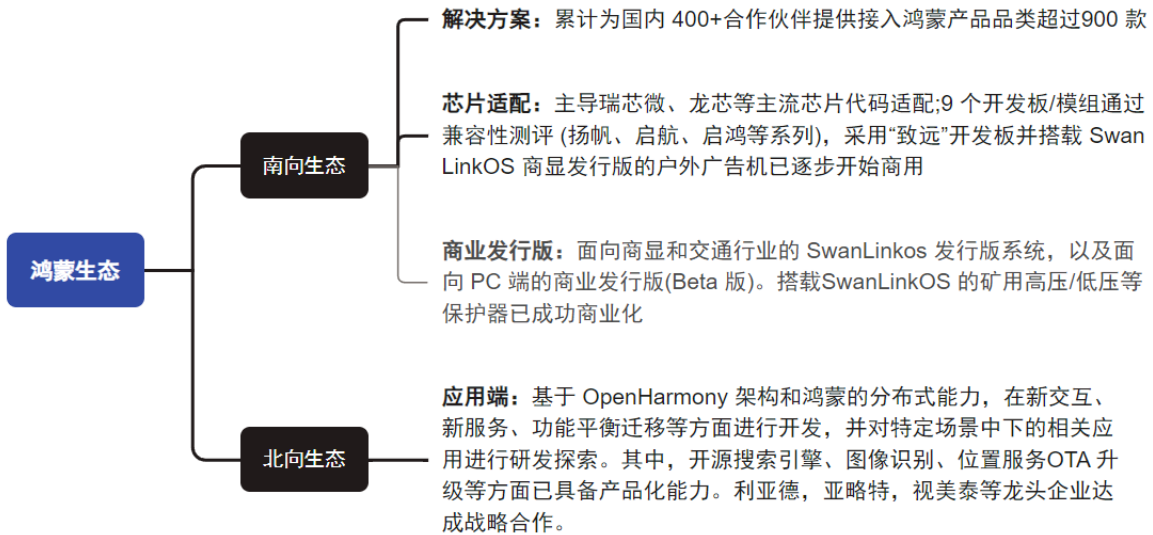 鸿蒙生态
南向生态
解决方案：累计为国内 400+合作伙伴提供接入鸿蒙产品品类超过900 款
芯片适配：主导瑞芯微、龙芯等主流芯片代码适配;9 个开发板/模组通过
兼容性测评 (扬帆、启航、启鸿等系列)，采用“致远”开发板并搭载 Swan
LinkOS 商显发行版的户外广告机已逐步开始商用
商业发行版：面向商显和交通行业的 SwanLinkos 发行版系统，以及面
向 PC 端的商业发行版(Beta 版)。搭载SwanLinkOS 的矿用高压/低压等
保护器已成功商业化
北向生态
应用端：基于 OpenHarmony 架构和鸿蒙的分布式能力，在新交互、
新服务、功能平衡迁移等方面进行开发，并对特定场景中下的相关应
用进行研发探索。其中，开源搜索引擎、图像识别、位置服务OTA 升
级等方面已具备产品化能力。利亚德，亚略特，视美泰等龙头企业达
成战略合作。